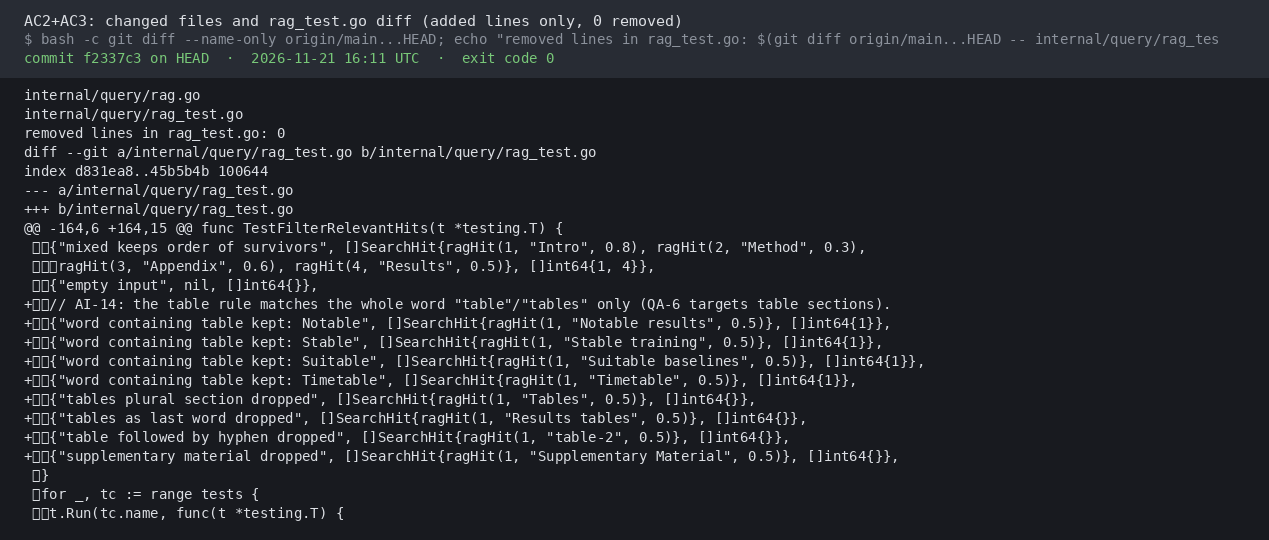 AC2+AC3: changed files and rag_test.go diff (added lines only, 0 removed)
$ bash -c git diff --name-only origin/main...HEAD; echo "removed lines in rag_test.go: $(git diff origin/main...HEAD -- internal/query/rag_tes
commit f2337c3 on HEAD · 2026-11-21 16:11 UTC · exit code 0
internal/query/rag.go
internal/query/rag_test.go
removed lines in rag_test.go: 0
diff --git a/internal/query/rag_test.go b/internal/query/rag_test.go
index d831ea8..45b5b4b 100644
--- a/internal/query/rag_test.go
+++ b/internal/query/rag_test.go
@@ -164,6 +164,15 @@ func TestFilterRelevantHits(t *testing.T) {
{"mixed keeps order of survivors", []SearchHit{ragHit(1, "Intro", 0.8), ragHit(2, "Method", 0.3),
ragHit(3, "Appendix", 0.6), ragHit(4, "Results", 0.5)}, []int64{1, 4}},
{"empty input", nil, []int64{}},
+// AI-14: the table rule matches the whole word "table"/"tables" only (QA-6 targets table sections).
+{"word containing table kept: Notable", []SearchHit{ragHit(1, "Notable results", 0.5)}, []int64{1}},
+{"word containing table kept: Stable", []SearchHit{ragHit(1, "Stable training", 0.5)}, []int64{1}},
+{"word containing table kept: Suitable", []SearchHit{ragHit(1, "Suitable baselines", 0.5)}, []int64{1}},
+{"word containing table kept: Timetable", []SearchHit{ragHit(1, "Timetable", 0.5)}, []int64{1}},
+{"tables plural section dropped", []SearchHit{ragHit(1, "Tables", 0.5)}, []int64{}},
+{"tables as last word dropped", []SearchHit{ragHit(1, "Results tables", 0.5)}, []int64{}},
+{"table followed by hyphen dropped", []SearchHit{ragHit(1, "table-2", 0.5)}, []int64{}},
+{"supplementary material dropped", []SearchHit{ragHit(1, "Supplementary Material", 0.5)}, []int64{}},
}
for _, tc := range tests {
t.Run(tc.name, func(t *testing.T) {